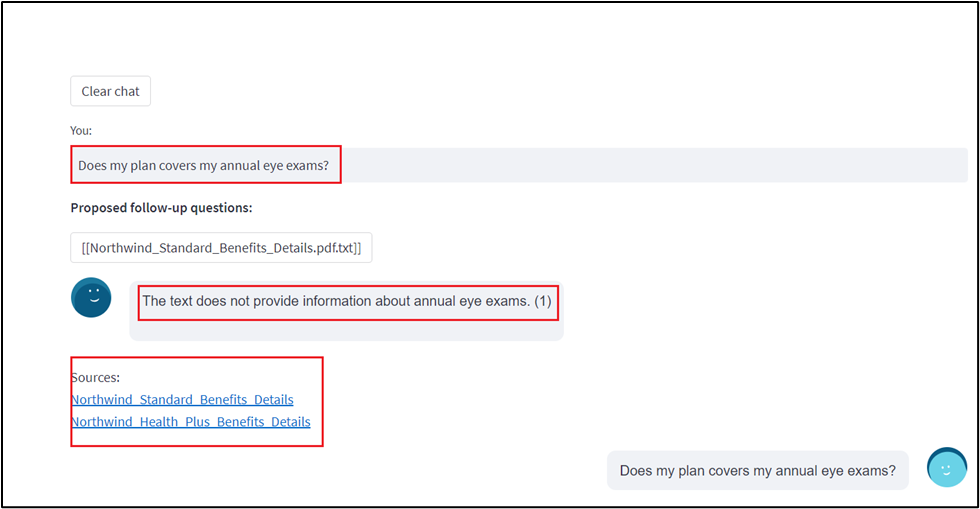 Clear chat
You:
Does my plan covers my annual eye exams?
Proposed follow-up questions:
[[Northwind_Standard_Benefits_Details.pdf.txt]]
The text does not provide information about annual eye exams. (1)
Sources:
Northwind_Standard_Benefits_Details
Northwind_Health_Plus_Benefits_Details
Does my plan covers my annual eye exams?